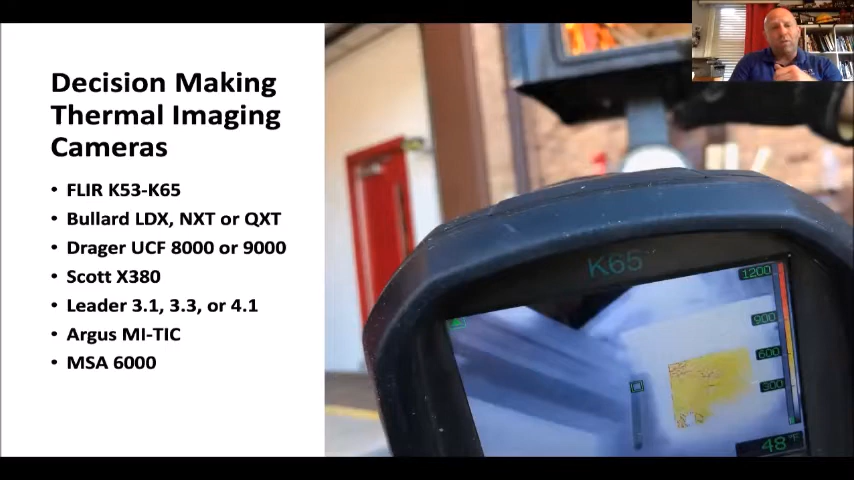 Decision Making
Thermal Imaging
Cameras
• FLIR K53-K65
• Bullard LDX, NXT or QXT
• Drager UCF 8000 or 9000
• Scott X380
• Leader 3.1, 3.3, or 4.1
• Argus MI-TIC
• MSA 6000
K65
1200
900
600
300
48°F